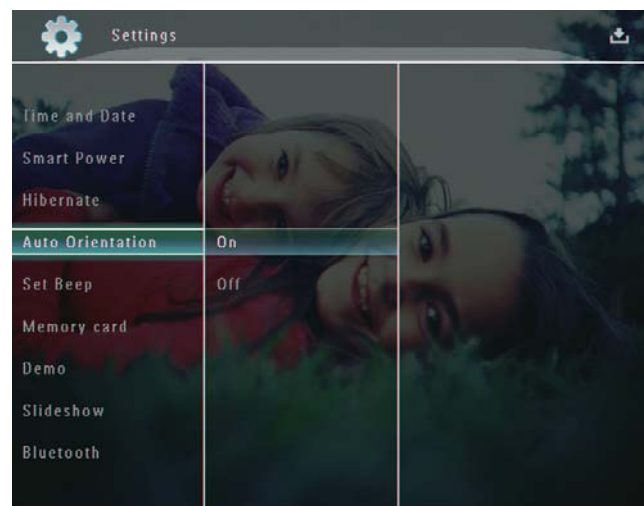 Settings
Time and Date
Smart Power
Hibernate
Auto Orientation
On
Set Beep
Off
Memory card
Demo
Slideshow
Bluetooth